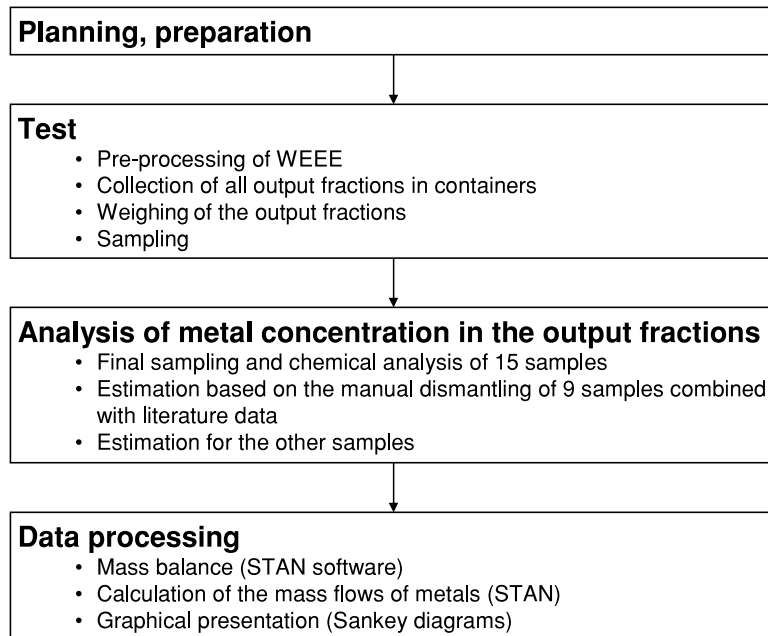 Planning, preparation
Test
• Pre-processing of WEEE
• Collection of all output fractions in containers
• Weighing of the output fractions
• Sampling
Analysis of metal concentration in the output fractions
• Final sampling and chemical analysis of 15 samples
• Estimation based on the manual dismantling of 9 samples combined
with literature data
• Estimation for the other samples
Data processing
• Mass balance (STAN software)
• Calculation of the mass flows of metals (STAN)
• Graphical presentation (Sankey diagrams)